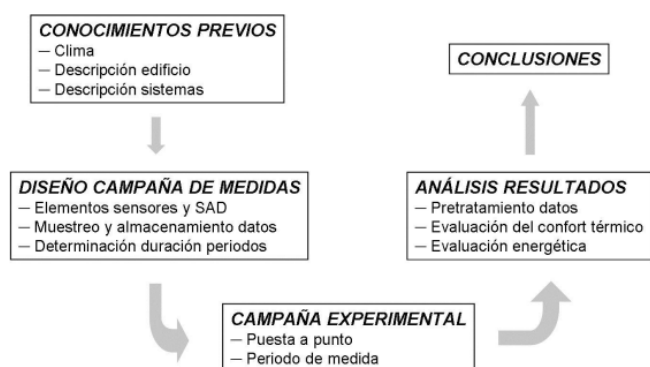 CONOCIMIENTOS PREVIOS
— Clima
— Descripción edificio
— Descripción sistemas
DISEÑO CAMPAÑA DE MEDIDAS
— Elementos sensores y SAD
— Muestreo y almacenamiento datos
— Determinación duración periodos
CAMPAÑA EXPERIMENTAL
— Puesta a punto
— Periodo de medida
ANÁLISIS RESULTADOS
— Pretratamiento datos
— Evaluación del confort térmico
— Evaluación energética
CONCLUSIONES